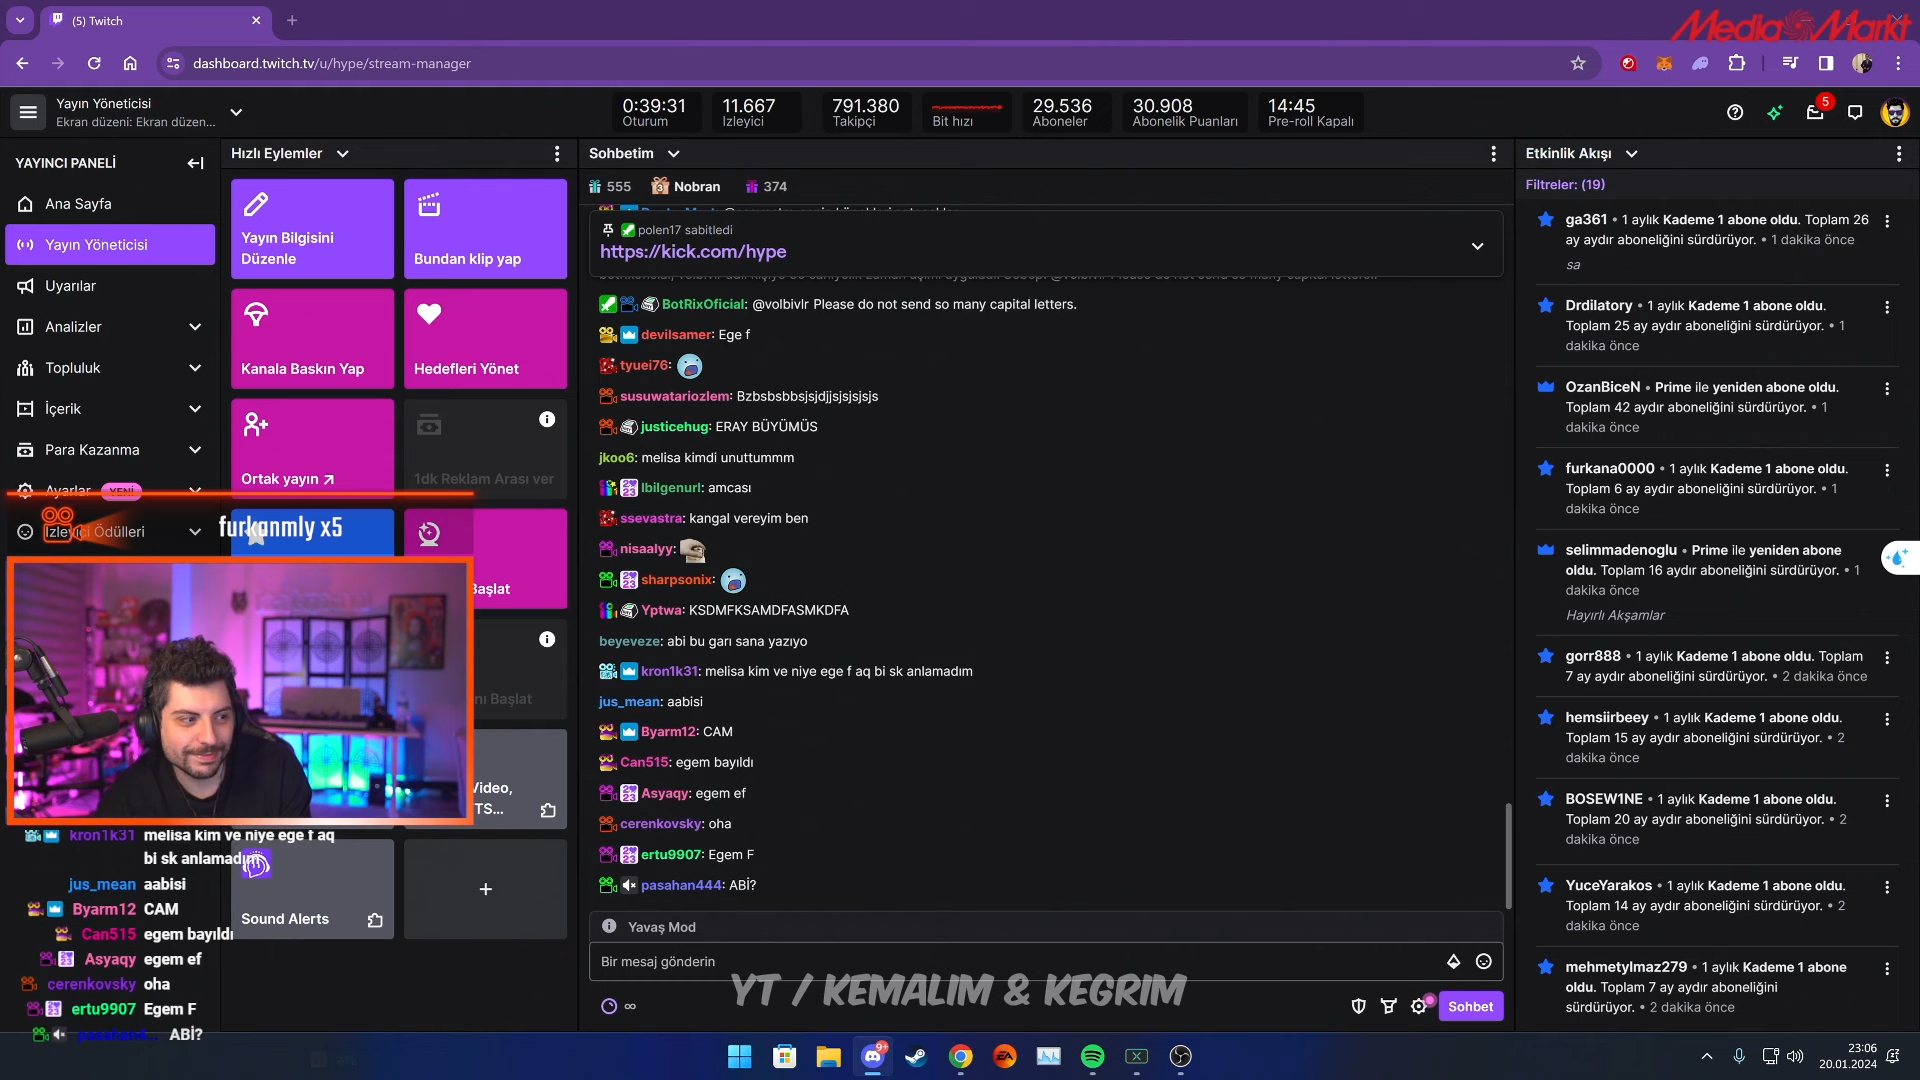 (5) Twitch
Media Markt
dashboard.twitch.tv/u/hype/stream-manager
Yayın Yöneticisi
Ekran düzeni: Ekran düzen...
0:39:31
Oturum
11.667
İzleyici
791.380
Takipçi
Bit hızı
29.536
Aboneler
30.908
Abonelik Puanları
14:45
Pre-roll Kapalı
5
YAYINCI PANELİ
Ana Sayfa
Yayın Yöneticisi
Uyarılar
Analizler
Topluluk
İçerik
Para Kazanma
Ayarlar YENİ
İzleyici Ödülleri
furkanmly x5
Hızlı Eylemler
Yayın Bilgisini
Düzenle
Bundan klip yap
Kanala Baskın Yap
Hedefleri Yönet
Ortak yayın
1dk Reklam Arası ver
Başlat
Başlat
Video,
TS...
Sound Alerts
kron1k31 melisa kim ve niye ege f aq
bi sk anlamadım
jus_mean aabisi
Byarm12 CAM
Can515 egem bayıldı
Asyaqy egem ef
cerenkovsky oha
ertu9907 Egem F
pasahan4... ABİ?
Sohbetim
555
3 Nobran
374
polen17 sabitledi
https://kick.com/hype
BotRixOficial: @volbivlr Please do not send so many capital letters.
devilsamer: Ege f
tyuei76:
susuwatariozlem: Bzbsbsbbsjsjdjjsjsjsjsjs
justicehug: ERAY BÜYÜMÜS
jkoo6: melisa kimdi unuttummm
lbilgenurl: amcası
ssevastra: kangal vereyim ben
nisaalyy:
sharpsonix:
Yptwa: KSDMFKSAMDFASMKDFA
beyeveze: abi bu garı sana yazıyo
kron1k31: melisa kim ve niye ege f aq bi sk anlamadım
jus_mean: aabisi
Byarm12: CAM
Can515: egem bayıldı
Asyaqy: egem ef
cerenkovsky: oha
ertu9907: Egem F
pasahan444: ABİ?
Yavaş Mod
Bir mesaj gönderin
YT / KEMALIM & KEGRIM
Sohbet
Etkinlik Akışı
Filtreler: (19)
ga361 • 1 aylık Kademe 1 abone oldu. Toplam 26
ay aydır aboneliğini sürdürüyor. • 1 dakika önce
sa
Drdilatory • 1 aylık Kademe 1 abone oldu.
Toplam 25 ay aydır aboneliğini sürdürüyor. • 1
dakika önce
OzanBiceN • Prime ile yeniden abone oldu.
Toplam 42 aydır aboneliğini sürdürüyor. • 1
dakika önce
furkana0000 • 1 aylık Kademe 1 abone oldu.
Toplam 6 ay aydır aboneliğini sürdürüyor. • 1
dakika önce
selimmadenoglu • Prime ile yeniden abone
oldu. Toplam 16 aydır aboneliğini sürdürüyor. • 1
dakika önce
Hayırlı Akşamlar
gorr888 • 1 aylık Kademe 1 abone oldu. Toplam
7 ay aydır aboneliğini sürdürüyor. • 2 dakika önce
hemsiirbeey • 1 aylık Kademe 1 abone oldu.
Toplam 15 ay aydır aboneliğini sürdürüyor. • 2
dakika önce
BOSEW1NE • 1 aylık Kademe 1 abone oldu.
Toplam 20 ay aydır aboneliğini sürdürüyor. • 2
dakika önce
YuceYarakos • 1 aylık Kademe 1 abone oldu.
Toplam 14 ay aydır aboneliğini sürdürüyor. • 2
dakika önce
mehmetylmaz279 • 1 aylık Kademe 1 abone
oldu. Toplam 7 ay aydır aboneliğini
sürdürüyor. • 2 dakika önce
9+
EA
23:06
20.01.2024